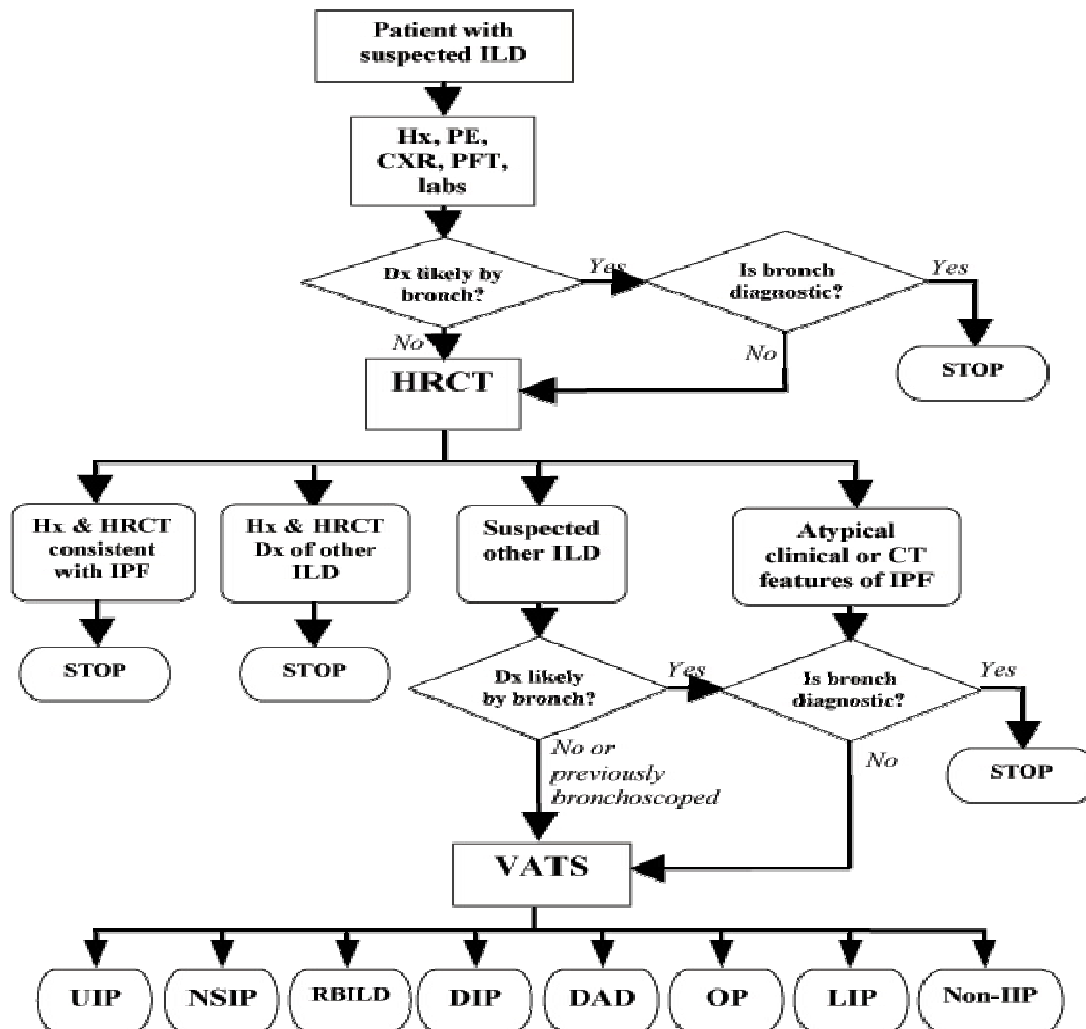 Patient with
suspected ILD
Hx, PE,
CXR, PFT,
labs
Dx likely by
bronch?
Yes
Is bronch
diagnostic?
Yes
No
No
STOP
HRCT
Hx & HRCT
consistent
with IPF
Hx & HRCT
Dx of other
ILD
Suspected
other ILD
Atypical
clinical or CT
features of IPF
STOP
STOP
Dx likely
by bronch?
Yes
Is bronch
diagnostic?
Yes
No or
previously
bronchoscoped
No
STOP
VATS
UIP
NSIP
RBILD
DIP
DAD
OP
LIP
Non-IIP